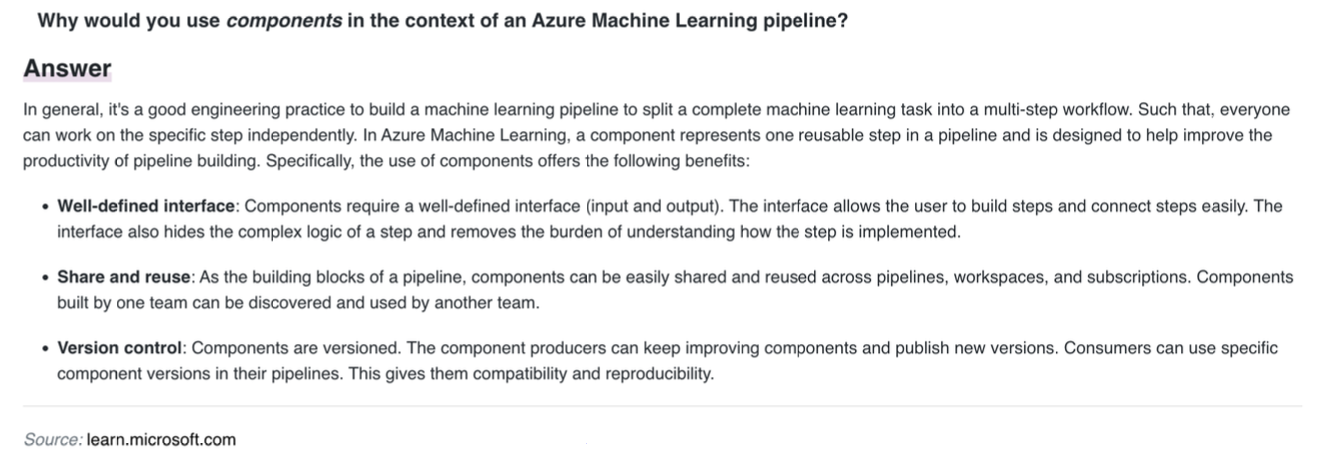 Why would you use components in the context of an Azure Machine Learning pipeline?
Answer
In general, it's a good engineering practice to build a machine learning pipeline to split a complete machine learning task into a multi-step workflow. Such that, everyone
can work on the specific step independently. In Azure Machine Learning, a component represents one reusable step in a pipeline and is designed to help improve the
productivity of pipeline building. Specifically, the use of components offers the following benefits:
• Well-defined interface: Components require a well-defined interface (input and output). The interface allows the user to build steps and connect steps easily. The
interface also hides the complex logic of a step and removes the burden of understanding how the step is implemented.
• Share and reuse: As the building blocks of a pipeline, components can be easily shared and reused across pipelines, workspaces, and subscriptions. Components
built by one team can be discovered and used by another team.
• Version control: Components are versioned. The component producers can keep improving components and publish new versions. Consumers can use specific
component versions in their pipelines. This gives them compatibility and reproducibility.
Source: learn.microsoft.com